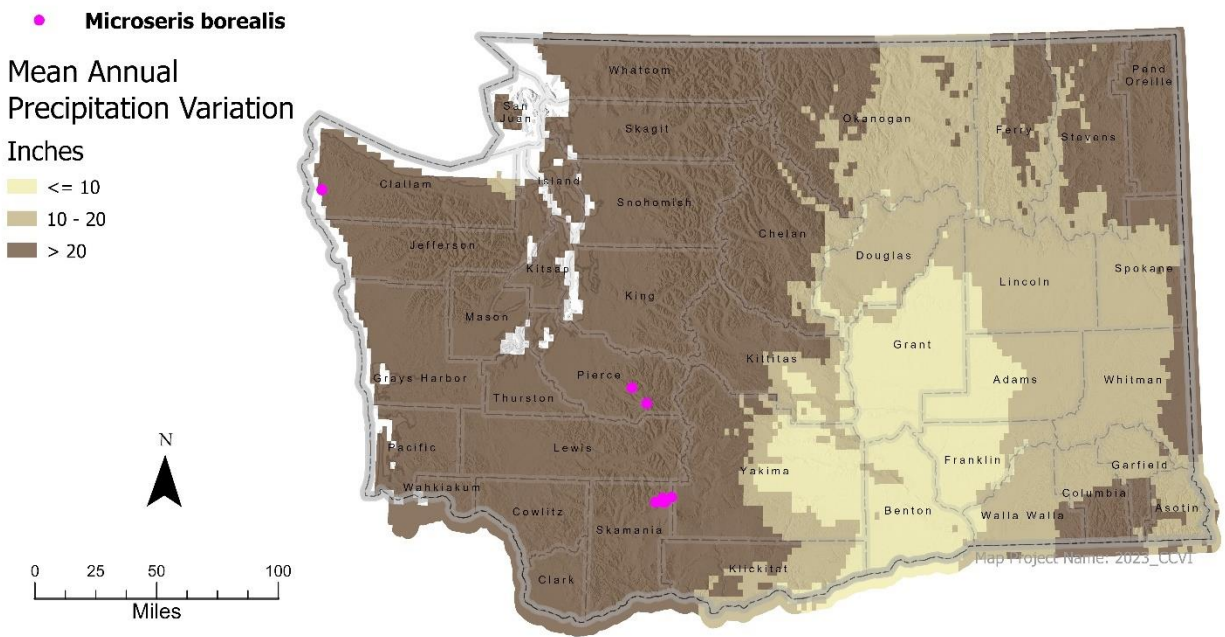 Microseris borealis
Mean Annual
Precipitation Variation
Inches
<= 10
10 - 20
> 20
Whatcom
Pend
Oreille
San
Juan
Skagit
Okanogan
Ferry
Stevens
Clallam
Island
Snohomish
Chelan
Jefferson
Douglas
Kitsap
Lincoln
Spokane
King
Mason
Grant
Kittitas
Pierce
Grays Harbor
Adams
Whitman
Thurston
Pacific
Lewis
Yakima
Franklin
Garfield
Wahkiakum
Columbia
Cowlitz
Benton
Walla Walla
Asotin
Skamania
Map Project Name: 2023_CCVI
Klickitat
Clark
N
0 25 50 100
Miles